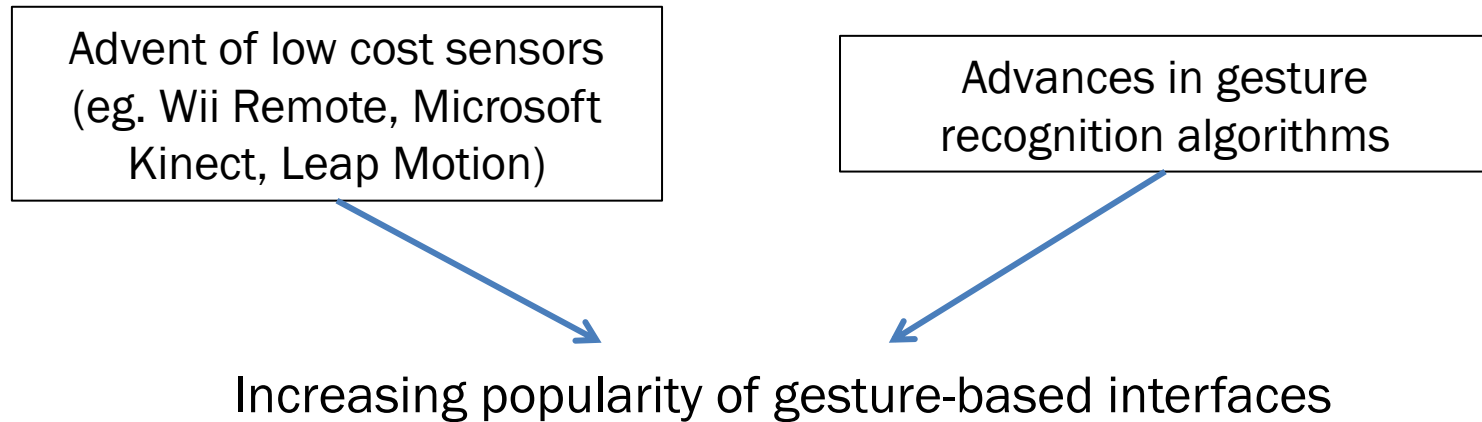 Advent of low cost sensors
(eg. Wii Remote, Microsoft
Kinect, Leap Motion)
Advances in gesture
recognition algorithms
Increasing popularity of gesture-based interfaces